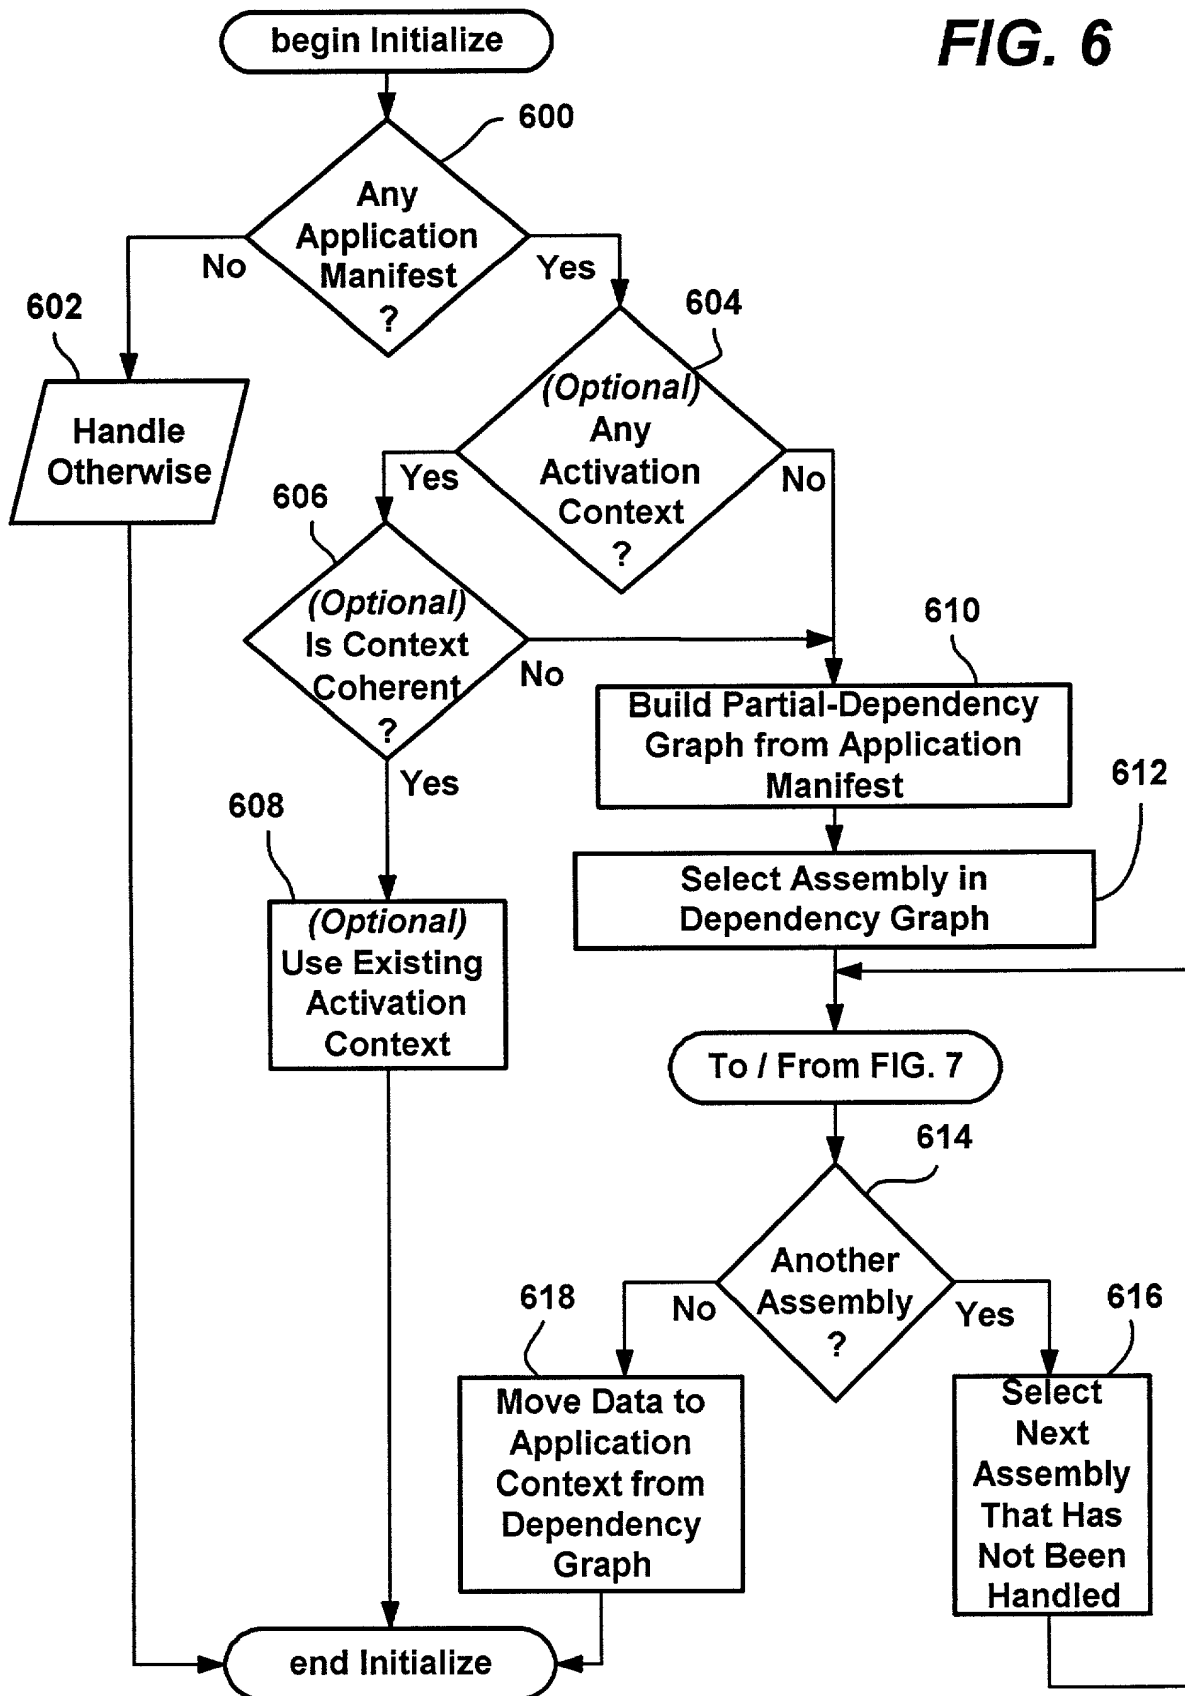 begin Initialize
FIG. 6
600
Any
Application
Manifest
?
No
Yes
602
Handle
Otherwise
604
(Optional)
Any
Activation
Context
?
Yes
No
606
(Optional)
Is Context
Coherent
?
No
Yes
610
Build Partial-Dependency
Graph from Application
Manifest
612
Select Assembly in
Dependency Graph
608
(Optional)
Use Existing
Activation
Context
To / From FIG. 7
614
Another
Assembly
?
No
Yes
618
Move Data to
Application
Context from
Dependency
Graph
616
Select
Next
Assembly
That Has
Not Been
Handled
end Initialize